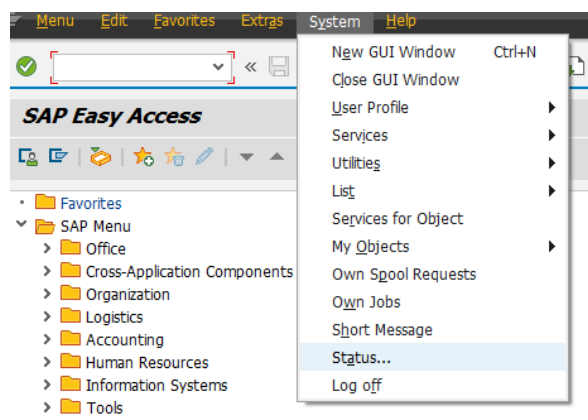 Menu Edit Favorites Extras System Help
SAP Easy Access
Favorites
SAP Menu
Office
Cross-Application Components
Organization
Logistics
Accounting
Human Resources
Information Systems
Tools
New GUI Window Ctrl+N
Close GUI Window
User Profile
Services
Utilities
List
Services for Object
My Objects
Own Spool Requests
Own Jobs
Short Message
Status...
Log off